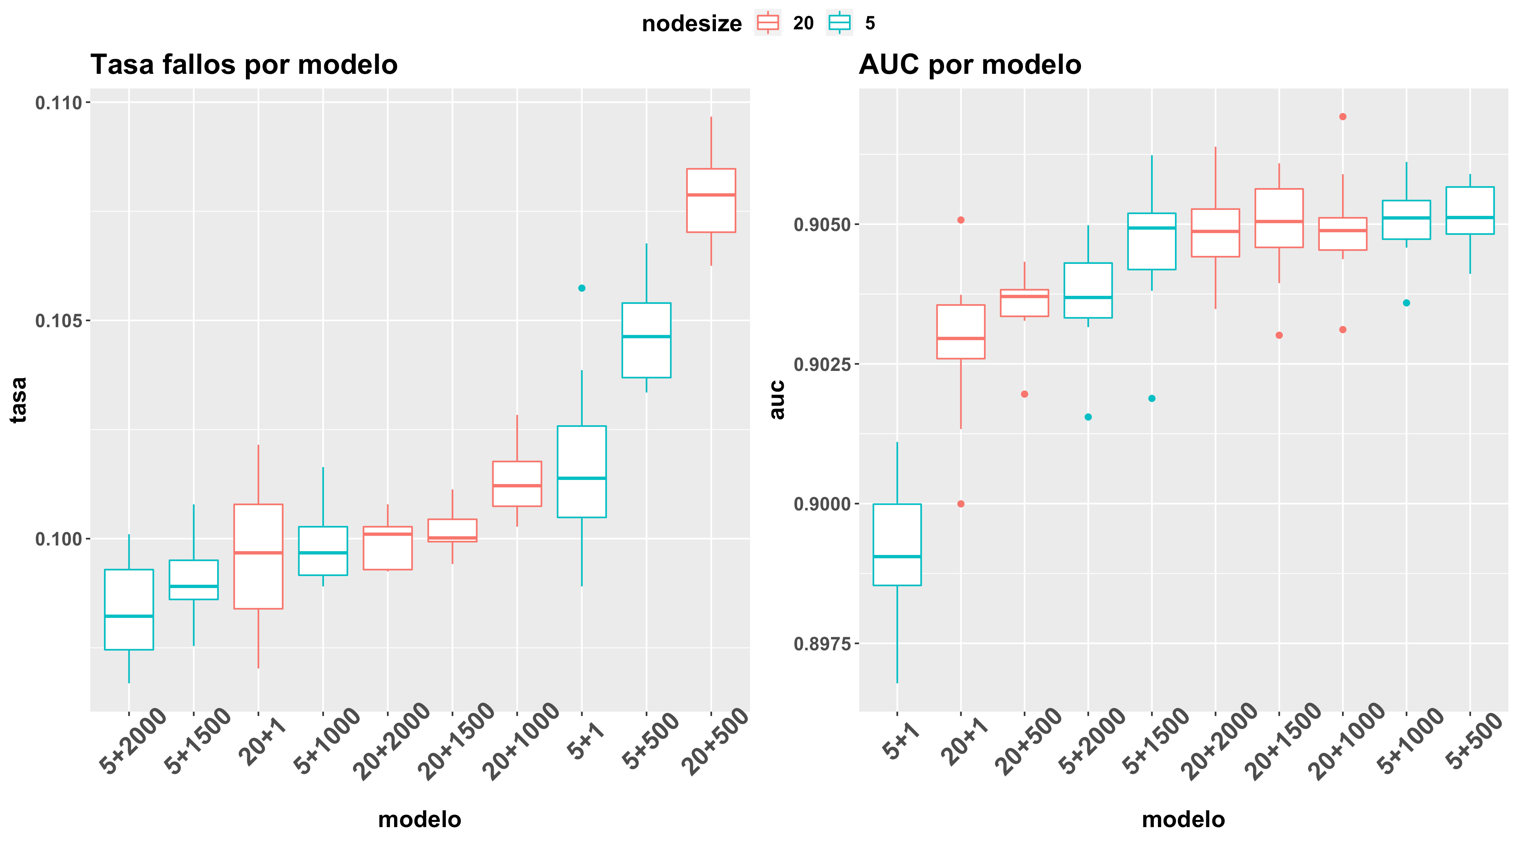 nodesize 20 5
Tasa fallos por modelo
0.110
0.105
0.100
tasa
5+2000 5+1500 20+1 5+1000 20+2000 20+1500 20+1000 5+1 5+500 20+500
modelo
AUC por modelo
0.9050
0.9025
0.9000
0.8975
auc
5+1 20+1 20+500 5+2000 5+1500 20+2000 20+1500 20+1000 5+1000 5+500
modelo